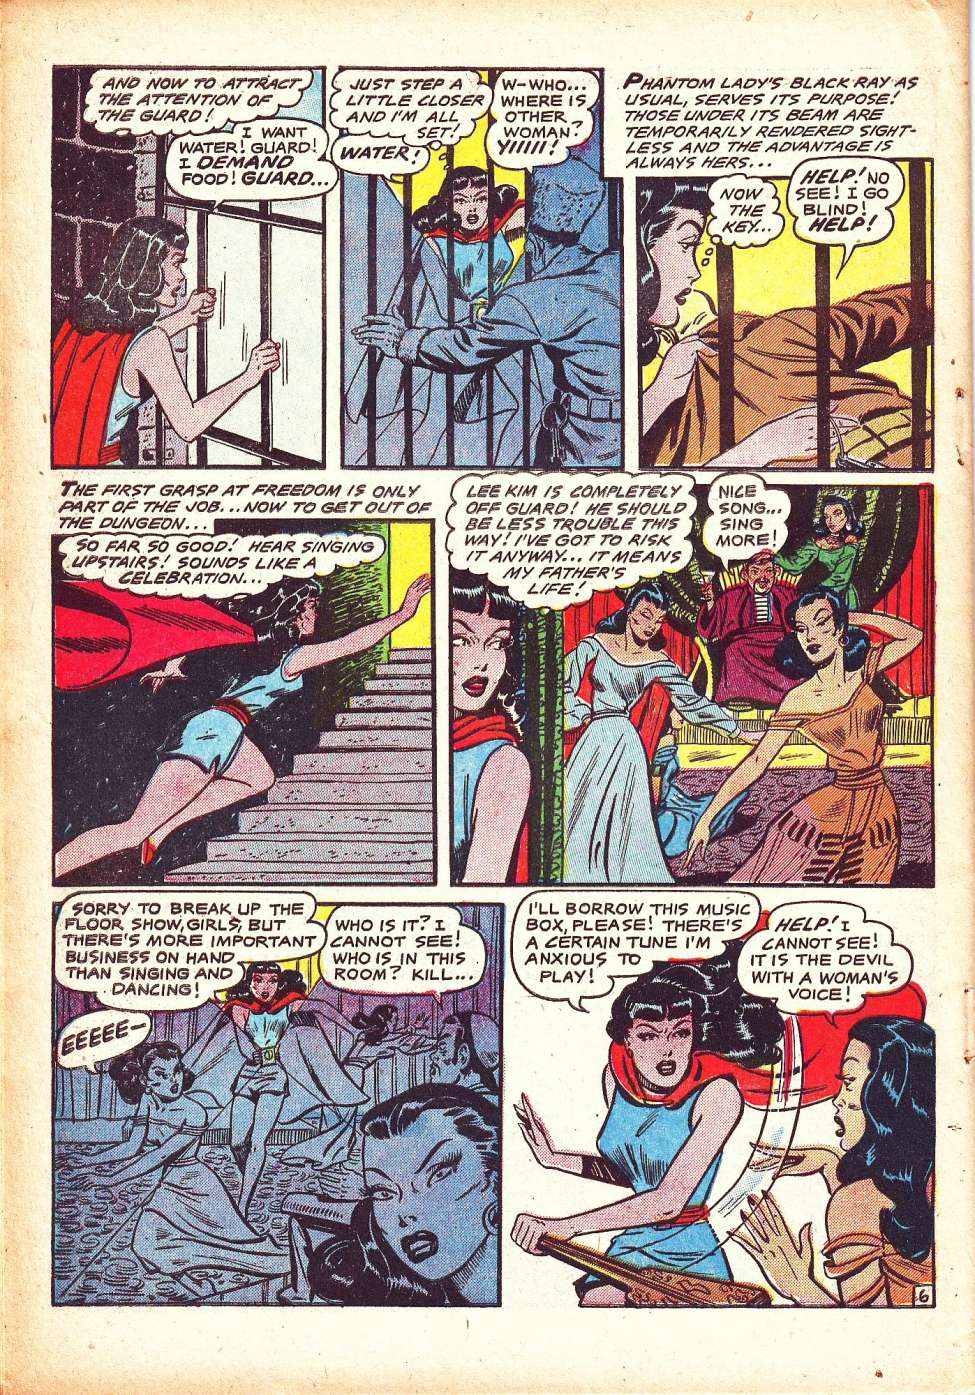 AND NOW TO ATTRACT
THE ATTENTION OF
THE GUARD!
I WANT
WATER! GUARD!
I DEMAND
FOOD! GUARD...
JUST STEP A
LITTLE CLOSER
AND I'M ALL
SET!
WATER!
W-WHO...
WHERE IS
OTHER
WOMAN?
YIIIII!
PHANTOM LADY'S BLACK RAY AS
USUAL, SERVES ITS PURPOSE!
THOSE UNDER ITS BEAM ARE
TEMPORARILY RENDERED SIGHT-
LESS AND THE ADVANTAGE IS
ALWAYS HERS...
NOW
THE
KEY...
HELP! NO
SEE! I GO
BLIND!
HELP!
THE FIRST GRASP AT FREEDOM IS ONLY
PART OF THE JOB...NOW TO GET OUT OF
THE DUNGEON...
SO FAR SO GOOD! HEAR SINGING
UPSTAIRS! SOUNDS LIKE A
CELEBRATION...
LEE KIM IS COMPLETELY
OFF GUARD! HE SHOULD
BE LESS TROUBLE THIS
WAY! I'VE GOT TO RISK
IT ANYWAY... IT MEANS
MY FATHER'S
LIFE!
NICE
SONG...
SING
MORE!
SORRY TO BREAK UP THE
FLOOR SHOW, GIRLS, BUT
THERE'S MORE IMPORTANT
BUSINESS ON HAND
THAN SINGING AND
DANCING!
WHO IS IT? I
CANNOT SEE!
WHO IS IN THIS
ROOM? KILL...
EEEEE-
I'LL BORROW THIS MUSIC
BOX, PLEASE! THERE'S
A CERTAIN TUNE I'M
ANXIOUS TO
PLAY!
HELP! I
CANNOT SEE!
IT IS THE DEVIL
WITH A WOMAN'S
VOICE!
6